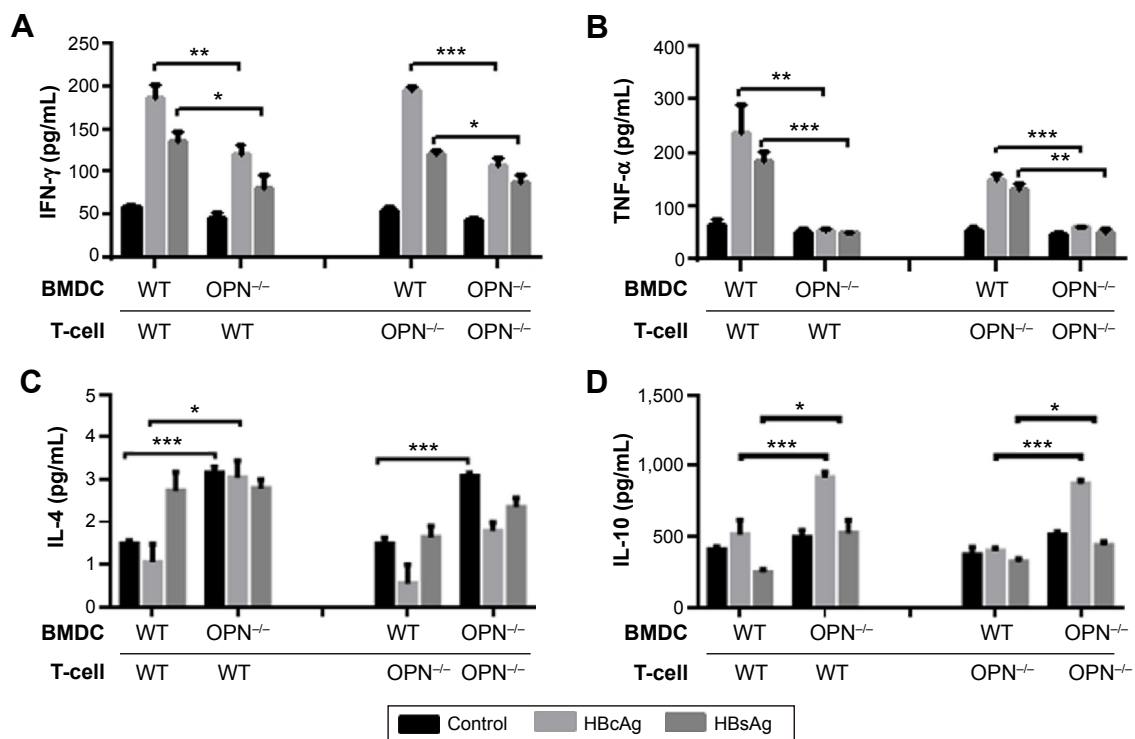 A
IFN-γ (pg/mL)
250
200
150
100
50
0
**
*
***
*
BMDC WT OPN–/– WT OPN–/–
T-cell WT WT OPN–/– OPN–/–
B
TNF-α (pg/mL)
400
300
200
100
0
**
***
***
**
BMDC WT OPN–/– WT OPN–/–
T-cell WT WT OPN–/– OPN–/–
C
IL-4 (pg/mL)
5
4
3
2
1
0
*
***
***
BMDC WT OPN–/– WT OPN–/–
T-cell WT WT OPN–/– OPN–/–
D
IL-10 (pg/mL)
1,500
1,000
500
0
*
***
*
***
BMDC WT OPN–/– WT OPN–/–
T-cell WT WT OPN–/– OPN–/–
Control HBcAg HBsAg